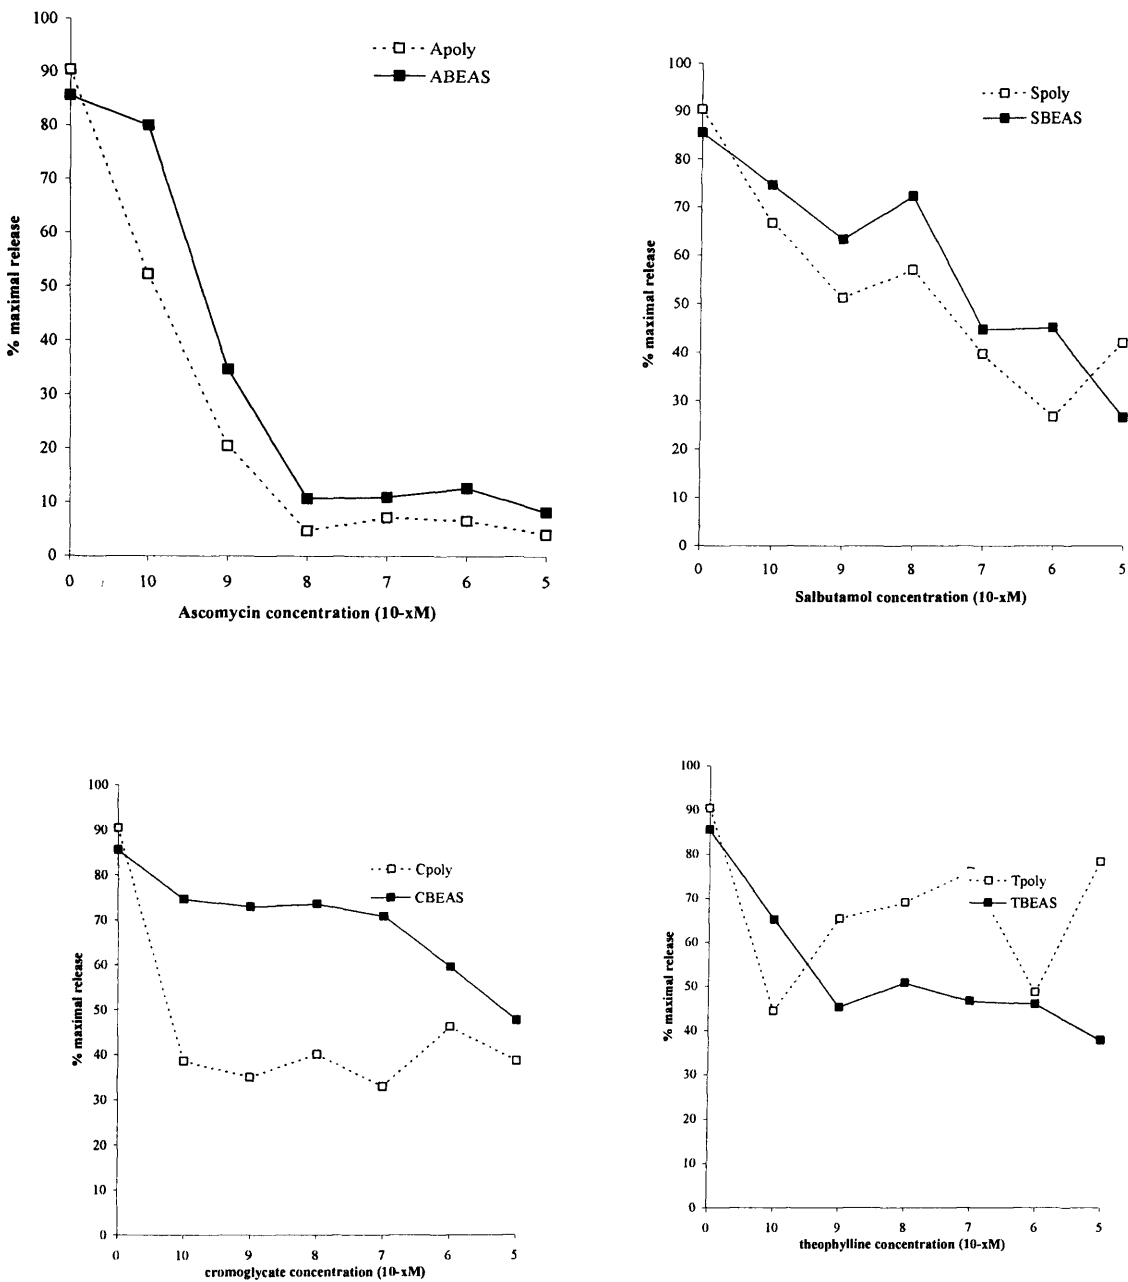 100
90
80
70
60
50
40
30
20
10
0
% maximal release
Apoly
ABEAS
0 10 9 8 7 6 5
Ascomycin concentration (10-xM)
100
90
80
70
60
50
40
30
20
10
0
% maximal release
Spoly
SBEAS
0 10 9 8 7 6 5
Salbutamol concentration (10-xM)
100
90
80
70
60
50
40
30
20
10
0
% maximal release
Cpoly
CBEAS
0 10 9 8 7 6 5
cromoglycate concentration (10-xM)
100
90
80
70
60
50
40
30
20
10
0
% maximal release
Tpoly
TBEAS
0 10 9 8 7 6 5
theophylline concentration (10-xM)